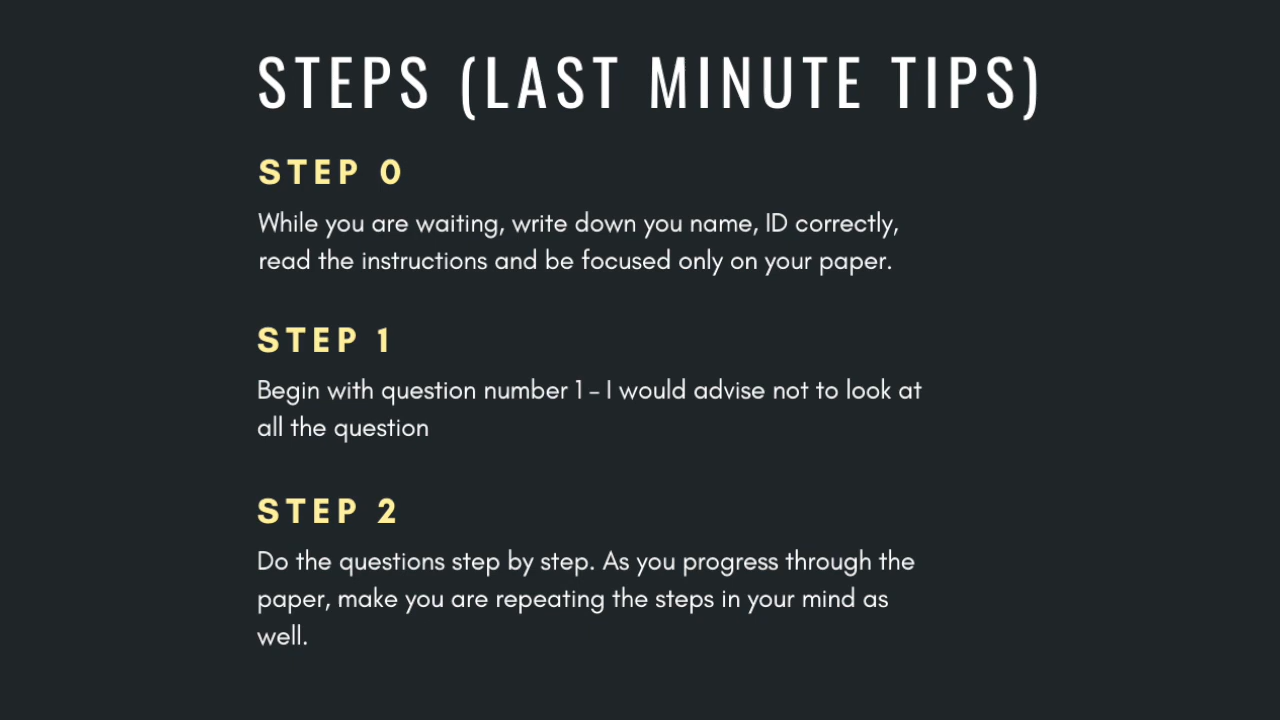 STEPS (LAST MINUTE TIPS)
STEP 0
While you are waiting, write down you name, ID correctly,
read the instructions and be focused only on your paper.
STEP 1
Begin with question number 1 - I would advise not to look at
all the question
STEP 2
Do the questions step by step. As you progress through the
paper, make you are repeating the steps in your mind as
well.